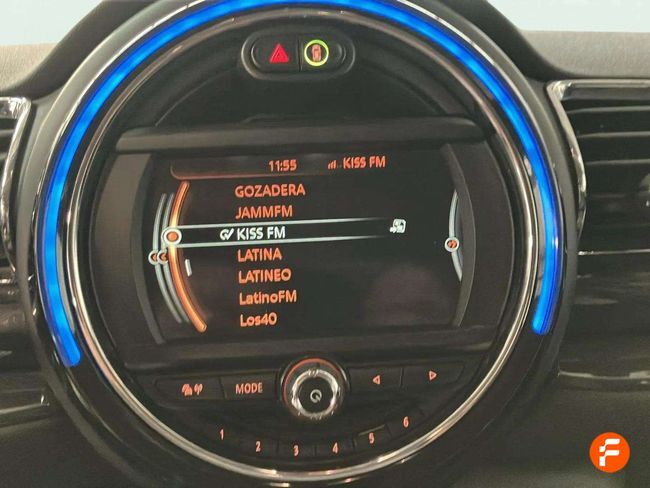 11:55 KISS FM
GOZADERA
JAMMFM
KISS FM
LATINA
LATINEO
LatinoFM
Los40
MODE
1 2 3 4 5 6